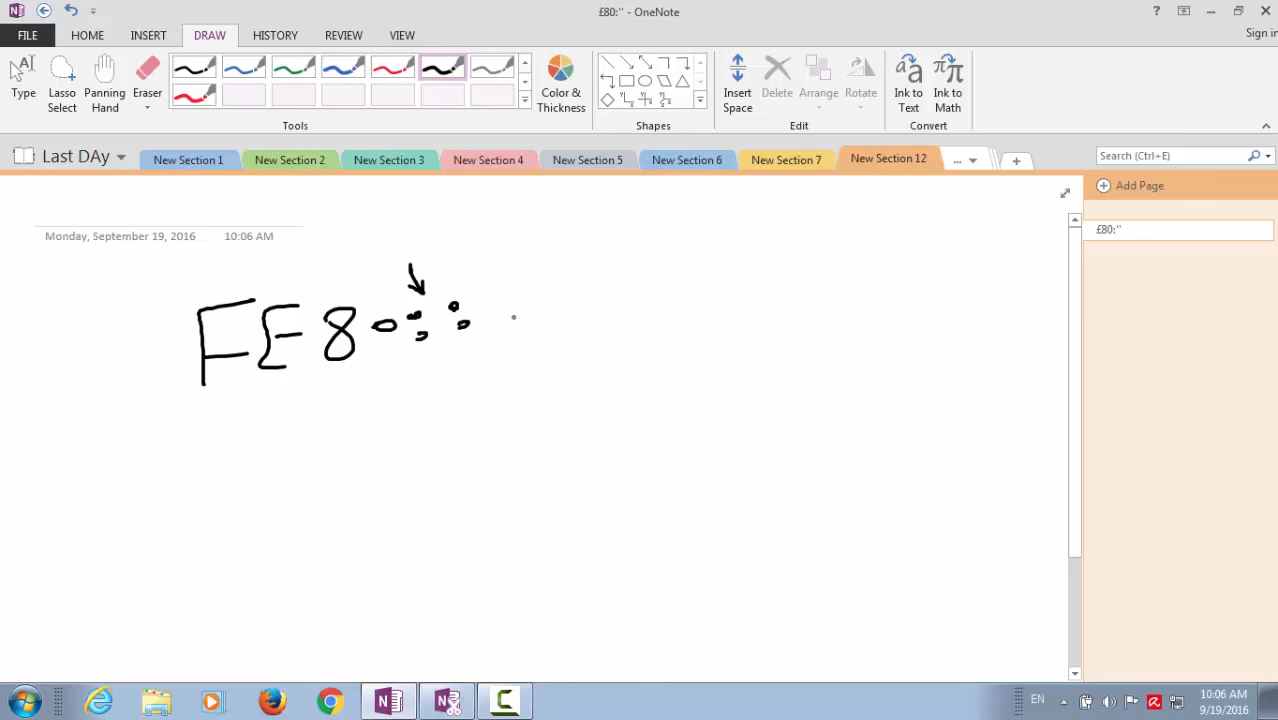 £80:" - OneNote
? 
Sign in
FILE HOME INSERT DRAW HISTORY REVIEW VIEW
Type
Lasso Select
Panning Hand
Eraser
Color & Thickness
Insert Space
Delete
Arrange
Rotate
Ink to Text
Ink to Math
Tools Shapes Edit Convert
Last DAy New Section 1 New Section 2 New Section 3 New Section 4 New Section 5 New Section 6 New Section 7 New Section 12 ... + Search (Ctrl+E)
Add Page
£80:"
Monday, September 19, 2016 10:06 AM
FE80::
EN 10:06 AM
9/19/2016